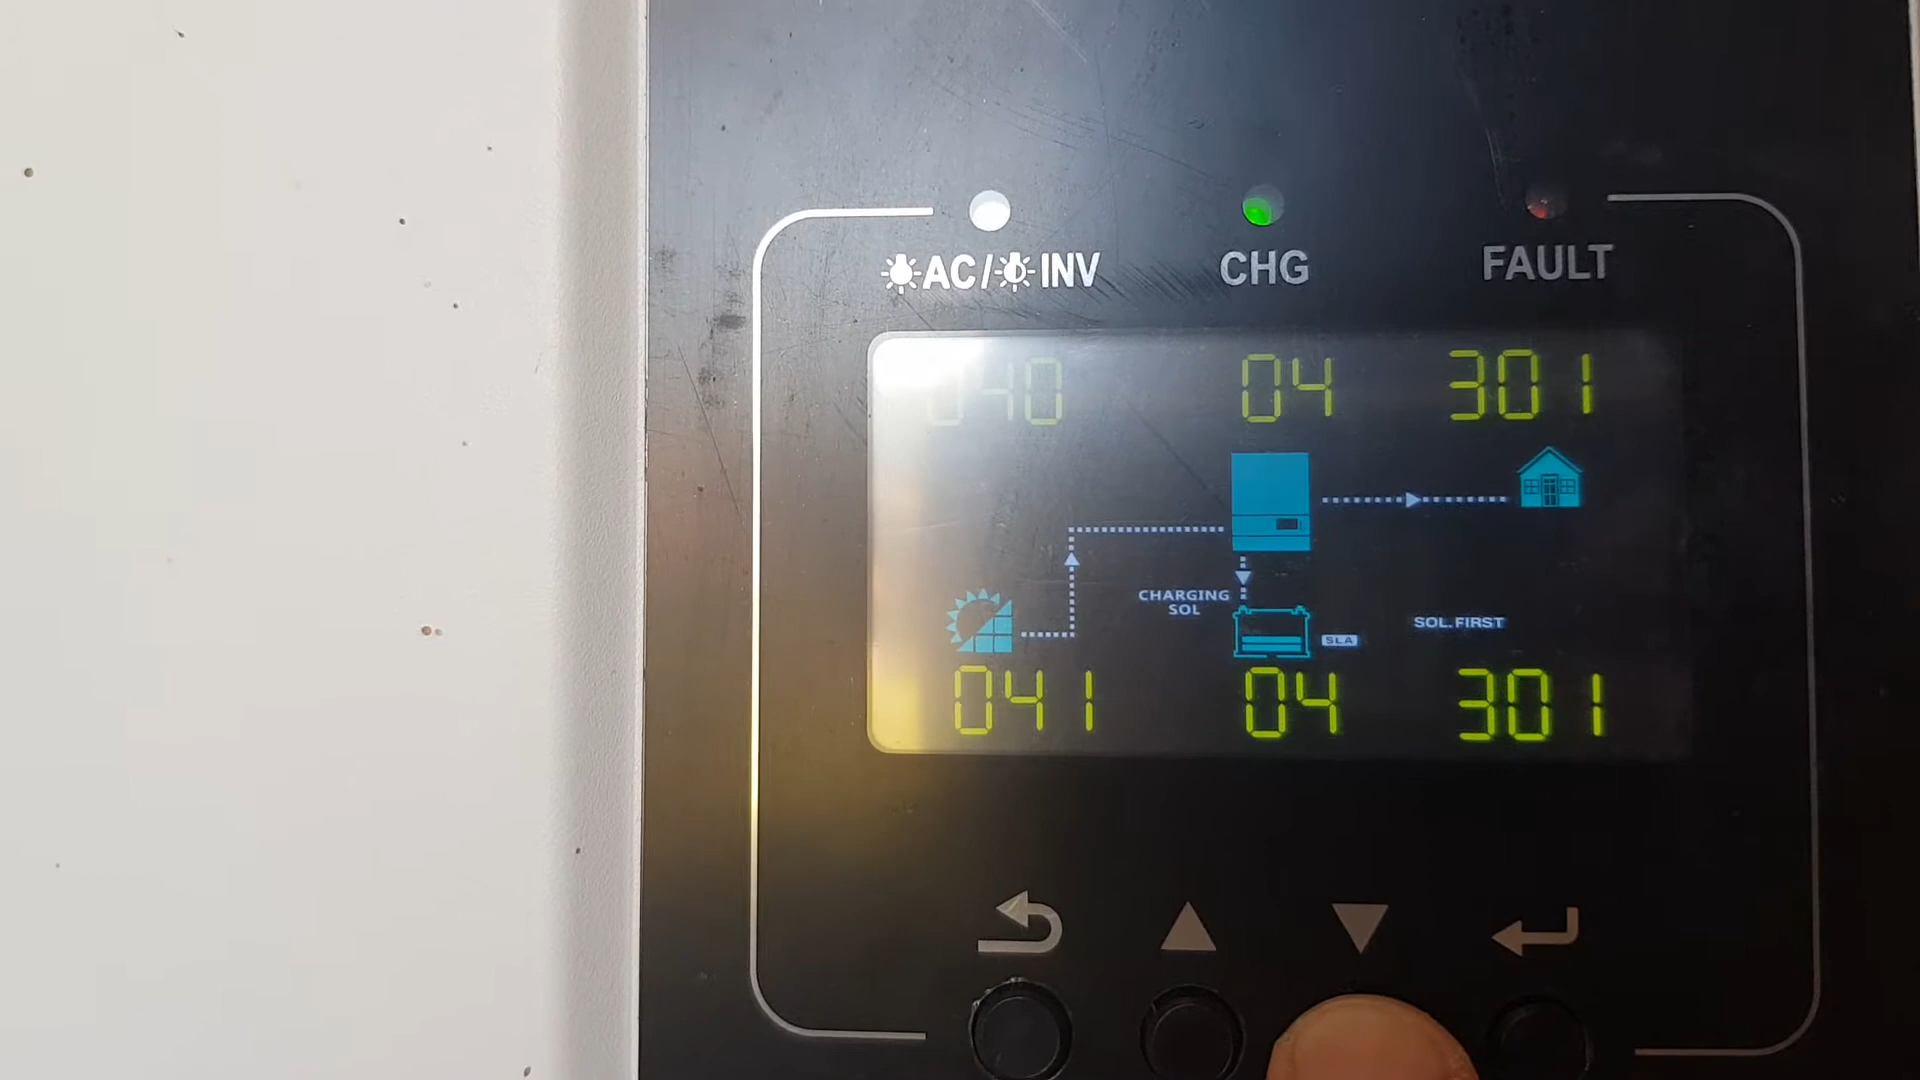 AC/ INV CHG FAULT
040 04 301
CHARGING
SOL
SLA
SOL.FIRST
041 04 301